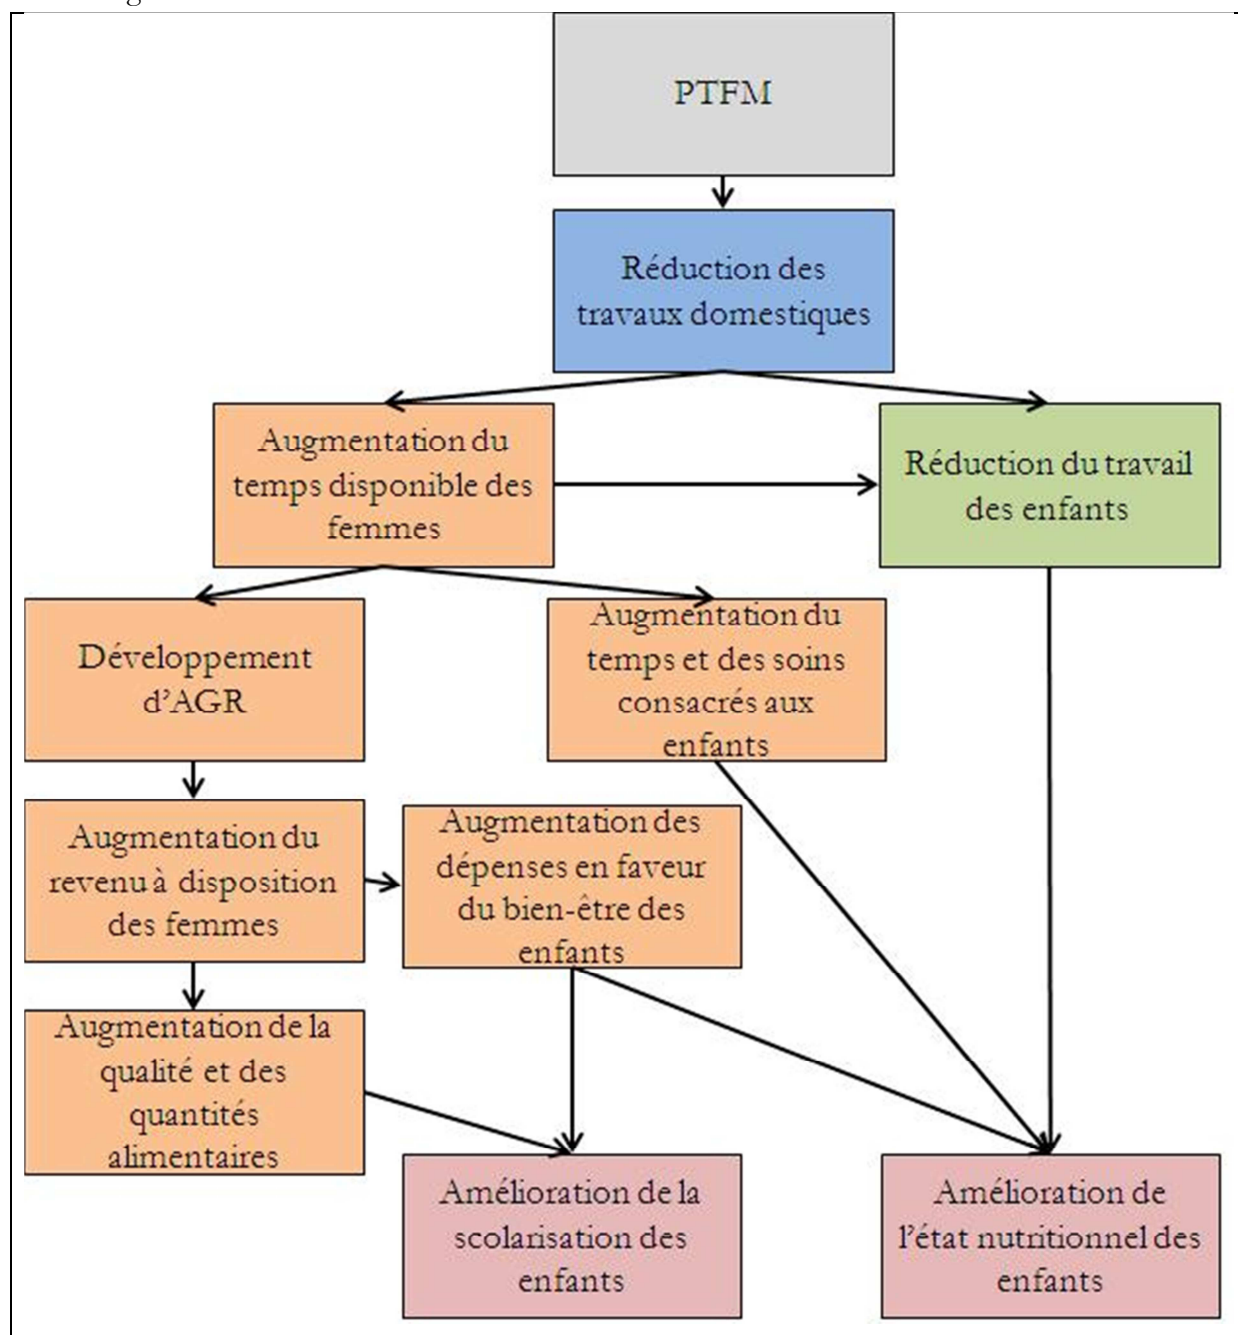 PTFM
Réduction des
travaux domestiques
Augmentation du
temps disponible des
femmes
Réduction du travail
des enfants
Développement
d’AGR
Augmentation du
temps et des soins
consacrés aux
enfants
Augmentation du
revenu à disposition
des femmes
Augmentation des
dépenses en faveur
du bien-être des
enfants
Augmentation de la
qualité et des
quantités
alimentaires
Amélioration de la
scolarisation des
enfants
Amélioration de
l’état nutritionnel des
enfants